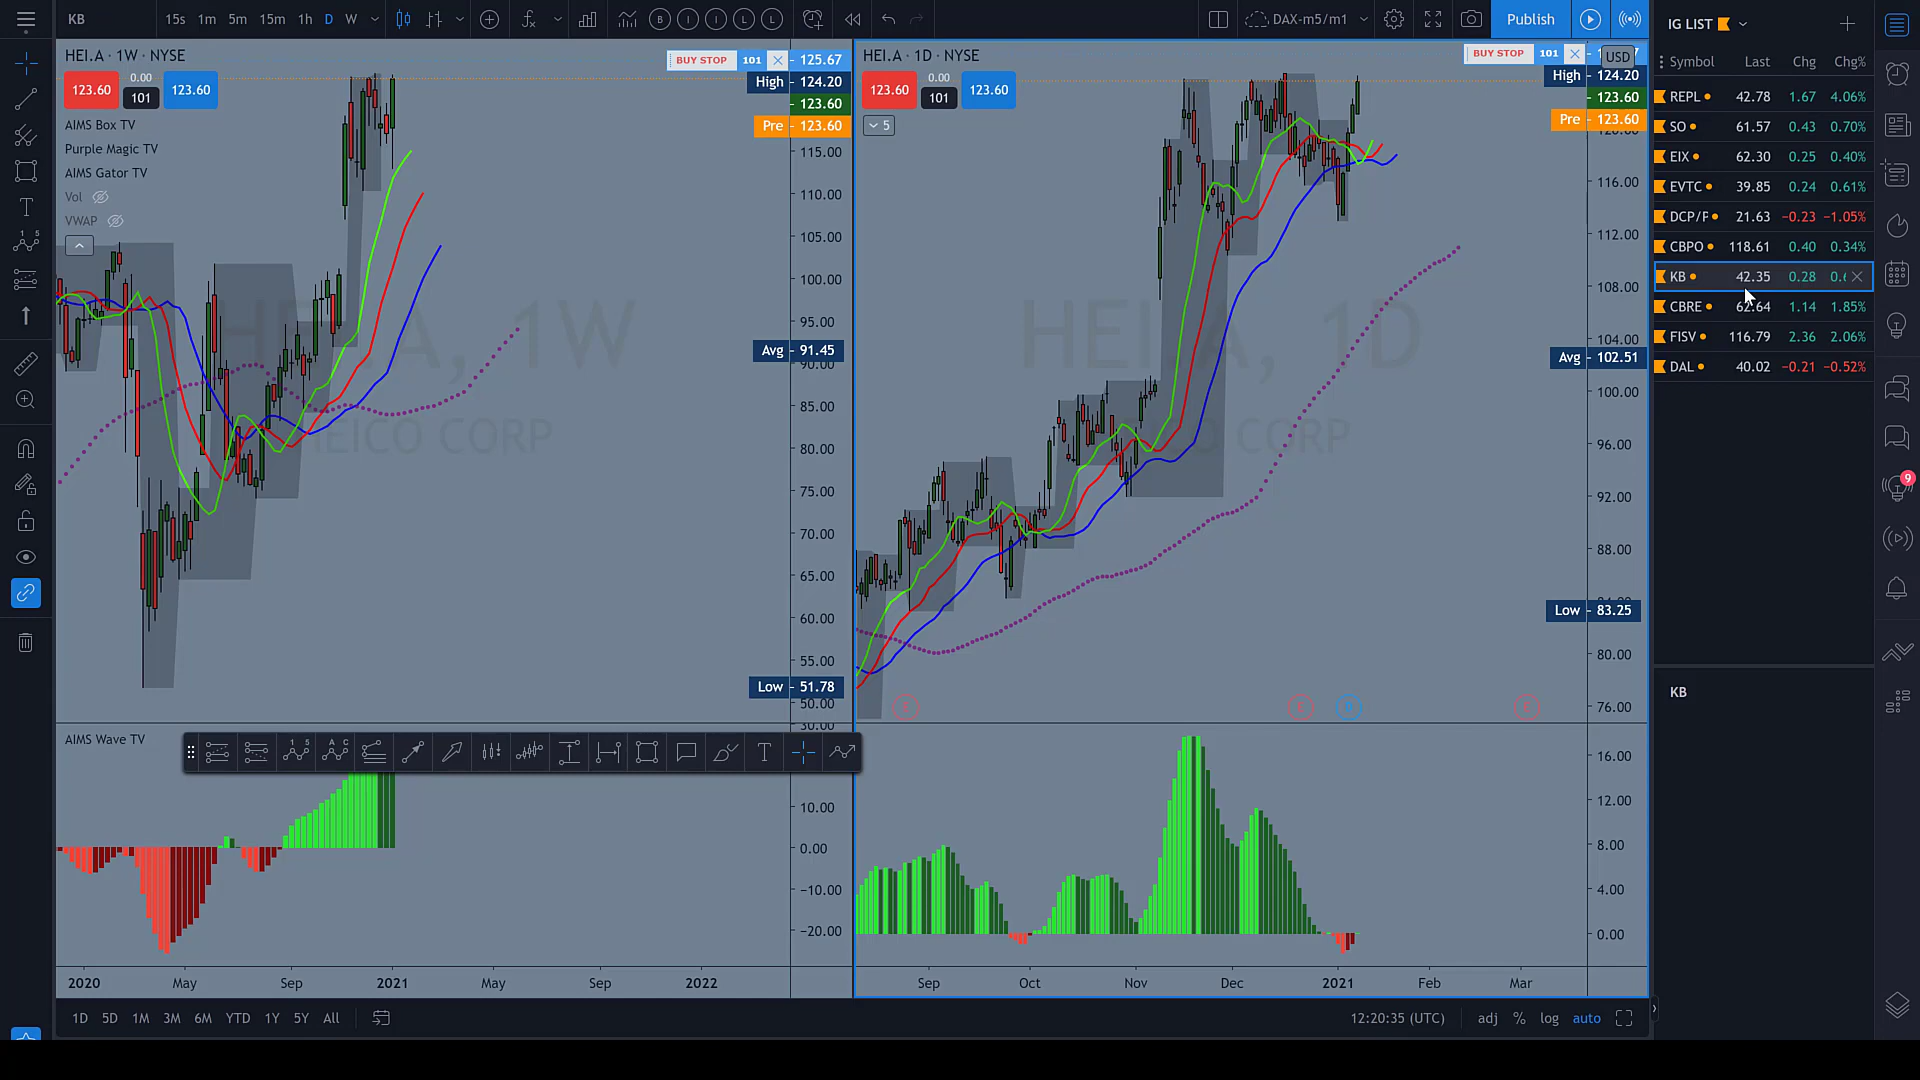 KB 15s 1m 5m 15m 1h D W B I I L L DAX-m5/m1 Publish
IG LIST
HEI.A · 1W · NYSE
BUY STOP 101 125.67
123.60 0.00 101 123.60
High 124.20
123.60
Pre 123.60
AIMS Box TV
Purple Magic TV
AIMS Gator TV
Vol
VWAP
115.00
110.00
105.00
100.00
95.00
Avg 91.45
90.00
85.00
80.00
75.00
70.00
65.00
60.00
55.00
Low 51.78
50.00
HEI.A, 1W
HEICO CORP
AIMS Wave TV
10.00
0.00
−10.00
−20.00
2020 May Sep 2021 May Sep 2022
HEI.A · 1D · NYSE
BUY STOP 101 USD
123.60 0.00 101 123.60
5
High 124.20
123.60
Pre 123.60
116.00
112.00
108.00
104.00
Avg 102.51
100.00
96.00
92.00
88.00
Low 83.25
80.00
76.00
HEI.A, 1D
CORP
E E D E
16.00
12.00
8.00
4.00
0.00
Sep Oct Nov Dec 2021 Feb Mar
1D 5D 1M 3M 6M YTD 1Y 5Y All
12:20:35 (UTC) adj % log auto
Symbol Last Chg Chg%
REPL 42.78 1.67 4.06%
SO 61.57 0.43 0.70%
EIX 62.30 0.25 0.40%
EVTC 39.85 0.24 0.61%
DCP/P 21.63 −0.23 −1.05%
CBPO 118.61 0.40 0.34%
KB 42.35 0.28
CBRE 62.64 1.14 1.85%
FISV 116.79 2.36 2.06%
DAL 40.02 −0.21 −0.52%
KB
9